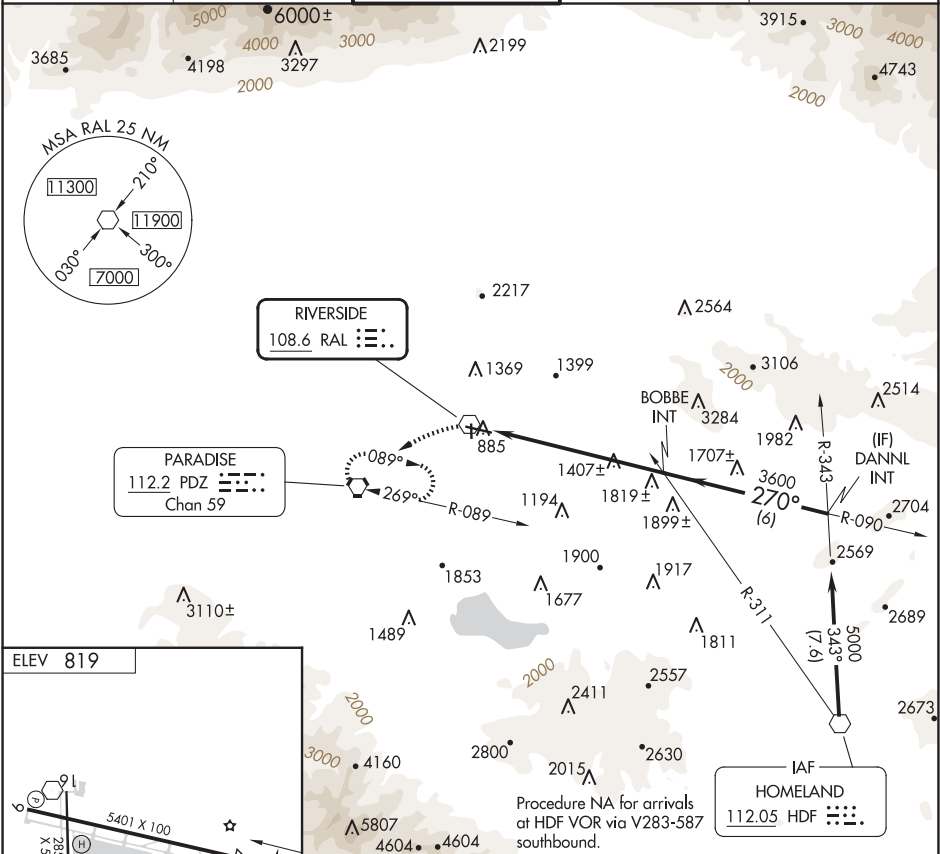 5000
6000±
3915
3000
4000
4000
3000
2199
3685
4198
3297
4743
2000
2000
MSA RAL 25 NM
210°
11300
11900
030°
300°
7000
2217
2564
RIVERSIDE
108.6 RAL
1369
1399
3106
2000
2514
BOBBE
INT
3284
1982
(IF)
DANNL
INT
885
R-343
PARADISE
112.2 PDZ
Chan 59
089°
269°
R-089
1407±
1707±
1819±
3600
270°
(6)
1194
1899±
R-090
2704
2569
1853
1900
1917
1677
R-311
3110±
1489
1811
5000
343°
(7.6)
2689
ELEV 819
2000
2557
2000
2411
2673
3000
4160
2800
2630
2015
IAF
HOMELAND
112.05 HDF
Procedure NA for arrivals
at HDF VOR via V283-587
southbound.
16
9
P
5401 X 100
H
5807
4604
4604